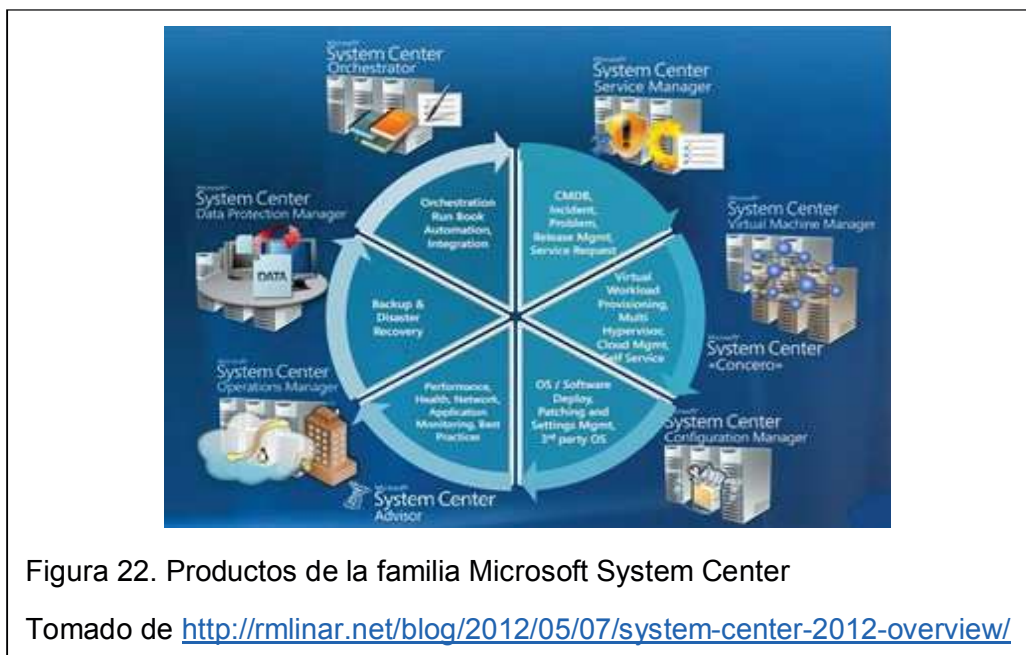 Microsoft
System Center
Orchestrator
System Center
Service Manager
System Center
Data Protection Manager
DATA
System Center
Virtual Machine Manager
Orchestration
Run Book
Automation,
Integration
CMDB,
Incident,
Problem,
Release Mgmt,
Service Request
Backup &
Disaster
Recovery
Virtual
Workload
Provisioning,
Multi
Hypervisor,
Cloud Mgmt,
Self Service
System Center
«Concero»
System Center
Operations Manager
Performance,
Health, Network,
Application
Monitoring, Best
Practices
OS / Software
Deploy,
Patching and
Settings Mgmt,
3rd party OS
System Center
Configuration Manager
Microsoft
System Center
Advisor
Figura 22. Productos de la familia Microsoft System Center
Tomado de http://rmlinar.net/blog/2012/05/07/system-center-2012-overview/